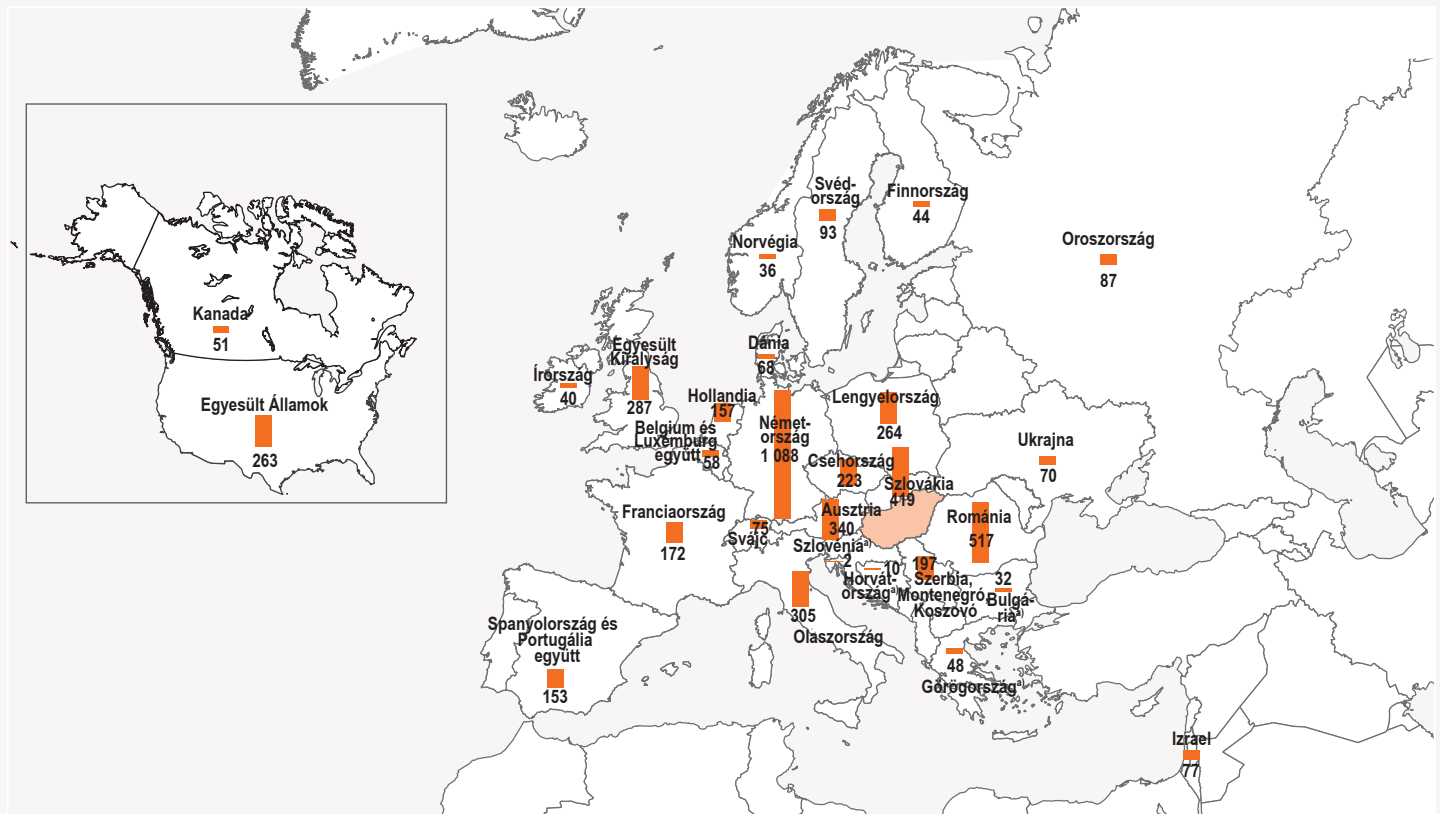 Kanada
51
Egyesült Államok
263
Svéd-
ország
93
Finnország
44
Norvégia
36
Oroszország
87
Egyesült
Királyság
287
Írország
40
Dánia
68
Hollandia
157
Belgium és
Luxemburg
együtt
58
Német-
ország
1 088
Lengyelország
264
Csehország
223
Szlovákia
419
Ukrajna
70
Franciaország
172
Svájc
75
Ausztria
340
Szlovénia a)
2
Románia
517
Horvát-
ország a)
10
197
Szerbia,
Montenegró,
Koszovó
32
Bulgá-
ria a)
305
Olaszország
Spanyolország és
Portugália
együtt
153
48
Görögország a)
Izrael
77